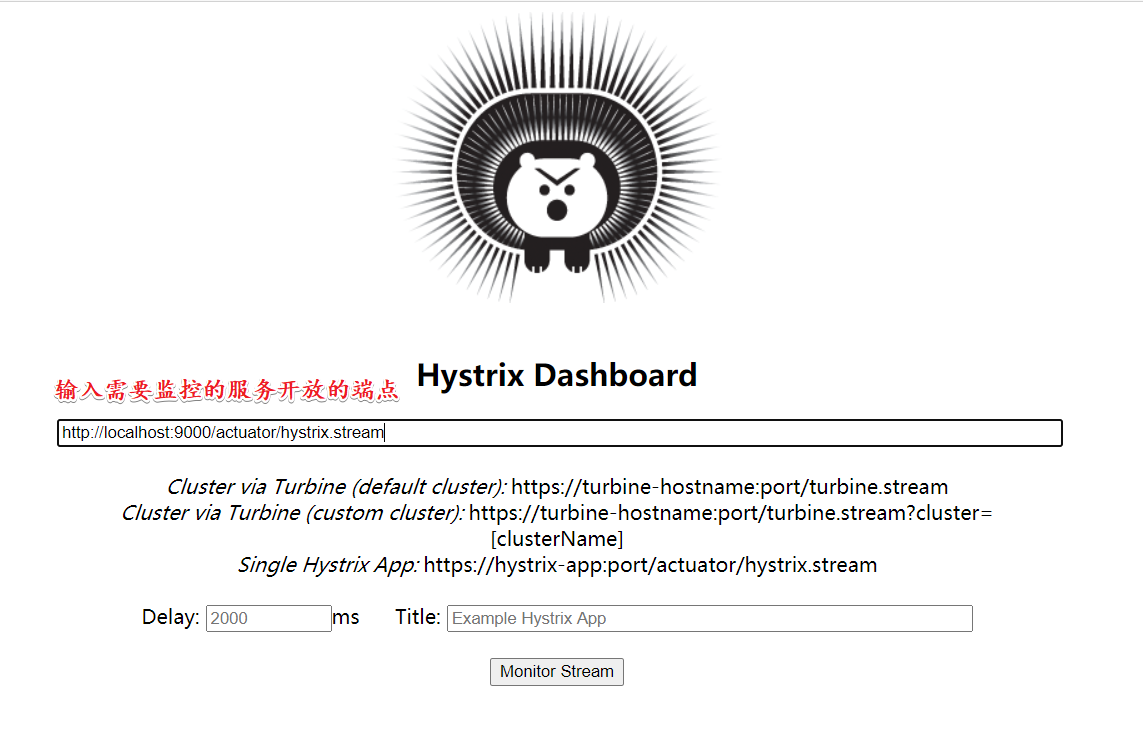 Hystrix Dashboard
输入需要监控的服务开放的端点
http://localhost:9000/actuator/hystrix.stream
Cluster via Turbine (default cluster): https://turbine-hostname:port/turbine.stream
Cluster via Turbine (custom cluster): https://turbine-hostname:port/turbine.stream?cluster=
[clusterName]
Single Hystrix App: https://hystrix-app:port/actuator/hystrix.stream
Delay: 2000 ms Title: Example Hystrix App
Monitor Stream